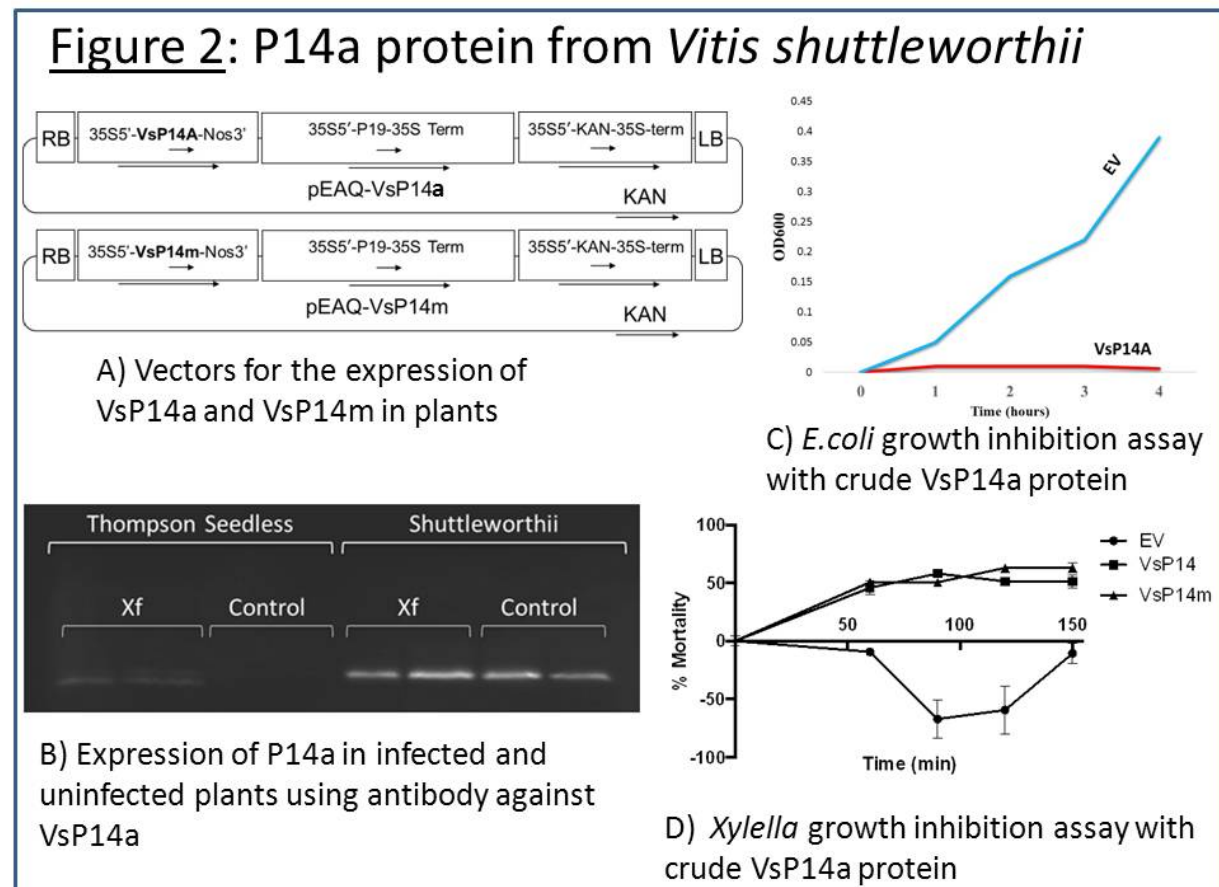 Figure 2: P14a protein from Vitis shuttleworthii
RB
35S5'-VsP14A-Nos3'
35S5′-P19-35S Term
35S5′-KAN-35S-term
LB
pEAQ-VsP14a
KAN
RB
35S5'-VsP14m-Nos3'
35S5′-P19-35S Term
35S5′-KAN-35S-term
LB
pEAQ-VsP14m
KAN
A) Vectors for the expression of
VsP14a and VsP14m in plants
0.45
0.4
0.35
0.3
0.25
0.2
0.15
0.1
0.05
0
OD600
EV
VsP14A
0 1 2 3 4
Time (hours)
C) E.coli growth inhibition assay
with crude VsP14a protein
Thompson Seedless
Shuttleworthii
Xf
Control
Xf
Control
B) Expression of P14a in infected and
uninfected plants using antibody against
VsP14a
100
50
0
-50
-100
% Mortality
50 100 150
Time (min)
EV
VsP14
VsP14m
D) Xylella growth inhibition assay with
crude VsP14a protein